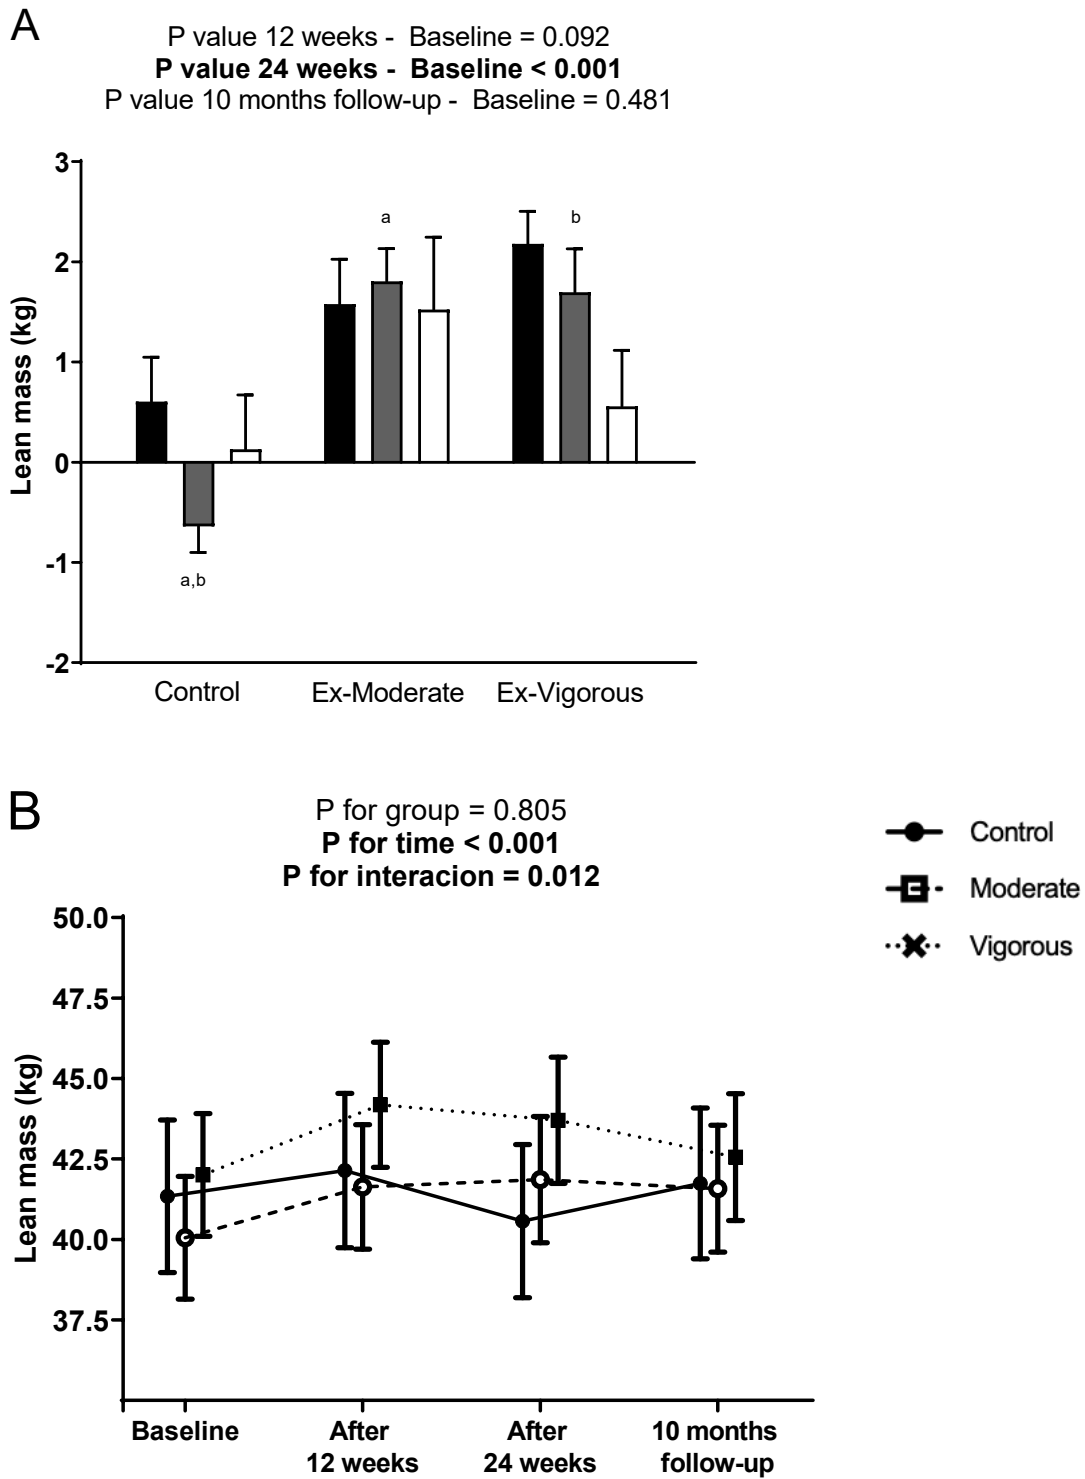 A
P value 12 weeks - Baseline = 0.092
P value 24 weeks - Baseline < 0.001
P value 10 months follow-up - Baseline = 0.481
3
2
1
0
-1
-2
Lean mass (kg)
a
b
a,b
Control
Ex-Moderate
Ex-Vigorous
B
P for group = 0.805
P for time < 0.001
P for interacion = 0.012
Control
Moderate
Vigorous
50.0
47.5
45.0
42.5
40.0
37.5
Lean mass (kg)
Baseline
After
12 weeks
After
24 weeks
10 months
follow-up